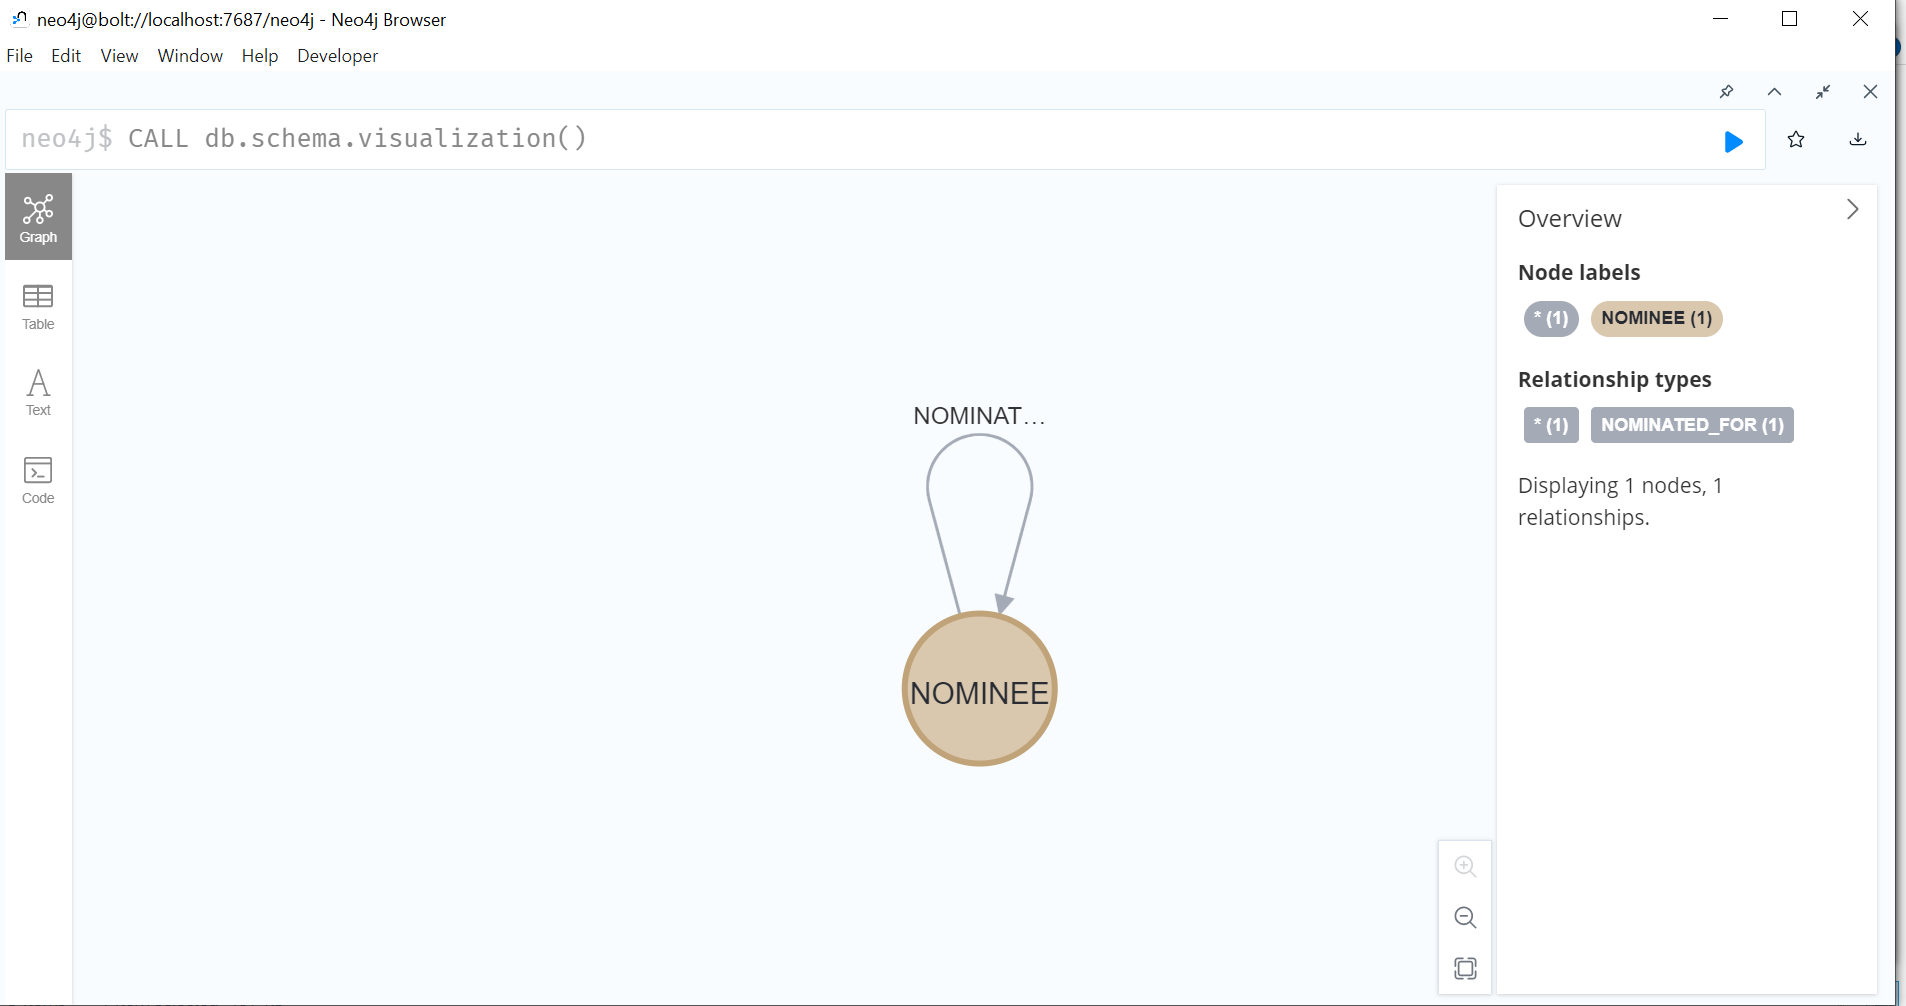 neo4j@bolt://localhost:7687/neo4j - Neo4j Browser
File Edit View Window Help Developer
neo4j$ CALL db.schema.visualization()
Graph
Table
Text
Code
NOMINAT...
NOMINEE
Overview
Node labels
* (1) NOMINEE (1)
Relationship types
* (1) NOMINATED_FOR (1)
Displaying 1 nodes, 1
relationships.